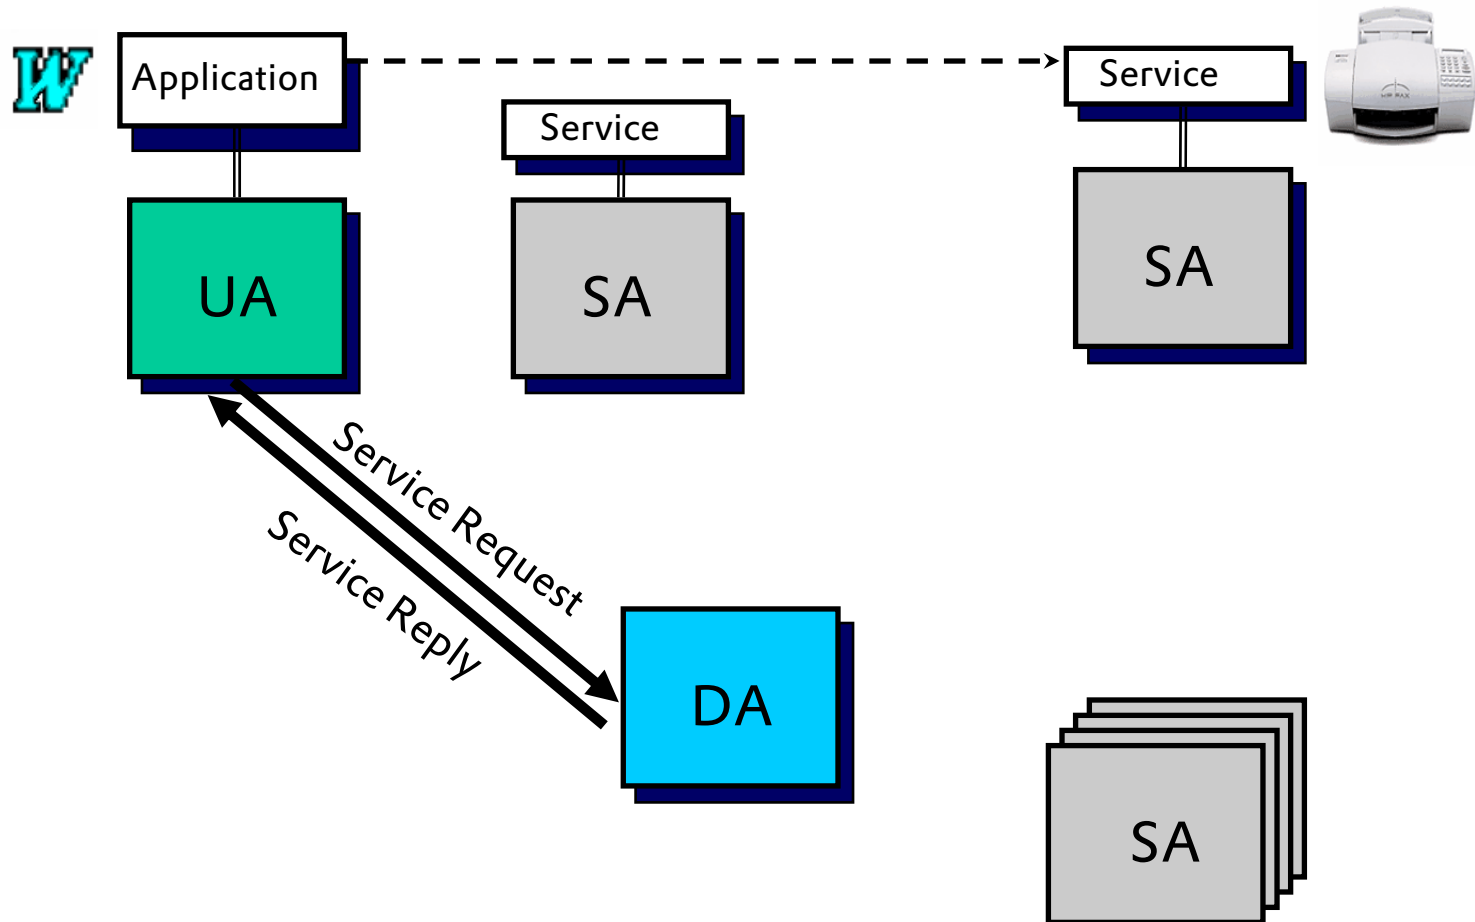 W
Application
Service
Service
UA
SA
SA
Service Request
Service Reply
DA
SA